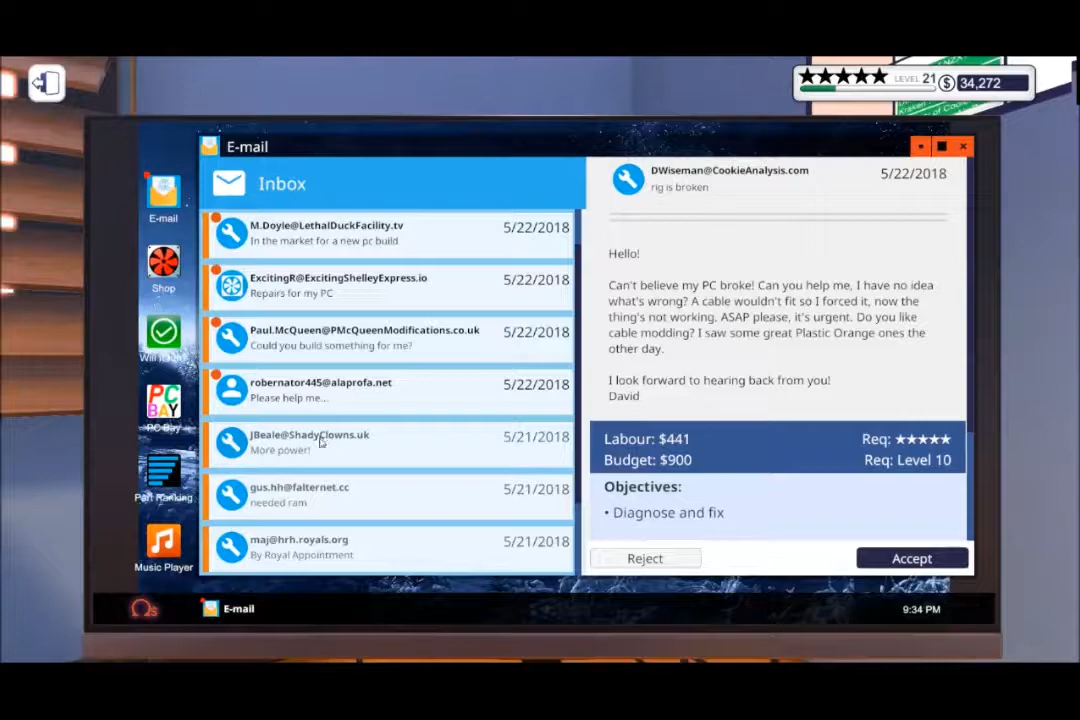 LEVEL 21
$ 34,272
E-mail
Inbox
M.Doyle@LethalDuckFacility.tv
5/22/2018
In the market for a new pc build
ExcitingR@ExcitingShelleyExpress.io
5/22/2018
Repairs for my PC
Paul.McQueen@PMcQueenModifications.co.uk
5/22/2018
Could you build something for me?
robernator445@alaprofa.net
5/22/2018
Please help me...
JBeale@ShadyClowns.uk
5/21/2018
More power!
gus.hh@falternet.cc
5/21/2018
needed ram
maj@hrh.royals.org
5/21/2018
By Royal Appointment
DWiseman@CookieAnalysis.com
5/22/2018
rig is broken
Hello!
Can't believe my PC broke! Can you help me, I have no idea
what's wrong? A cable wouldn't fit so I forced it, now the
thing's not working. ASAP please, it's urgent. Do you like
cable modding? I saw some great Plastic Orange ones the
other day.
I look forward to hearing back from you!
David
Labour: $441
Req: ★★★★★
Budget: $900
Req: Level 10
Objectives:
• Diagnose and fix
Reject
Accept
E-mail
Shop
PC
BAY
PC Bay
Part Ranking
Music Player
E-mail
9:34 PM